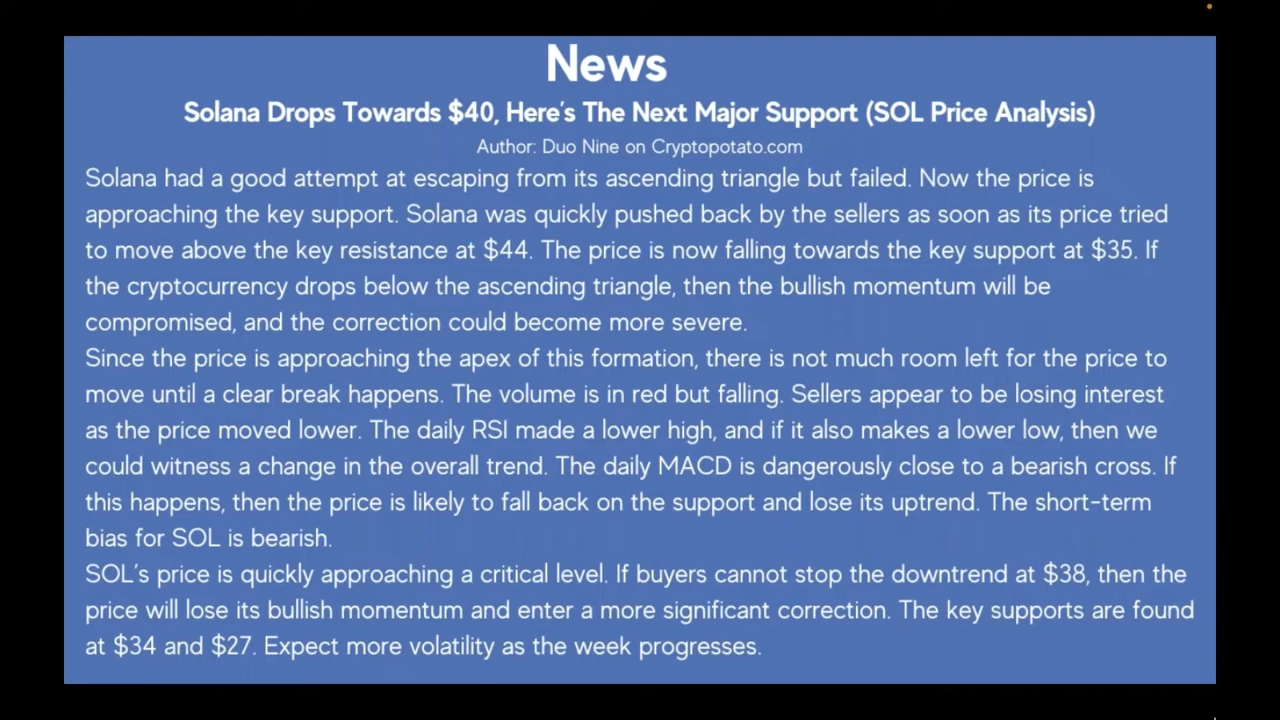 News
Solana Drops Towards $40, Here's The Next Major Support (SOL Price Analysis)
Author: Duo Nine on Cryptopotato.com
Solana had a good attempt at escaping from its ascending triangle but failed. Now the price is
approaching the key support. Solana was quickly pushed back by the sellers as soon as its price tried
to move above the key resistance at $44. The price is now falling towards the key support at $35. If
the cryptocurrency drops below the ascending triangle, then the bullish momentum will be
compromised, and the correction could become more severe.
Since the price is approaching the apex of this formation, there is not much room left for the price to
move until a clear break happens. The volume is in red but falling. Sellers appear to be losing interest
as the price moved lower. The daily RSI made a lower high, and if it also makes a lower low, then we
could witness a change in the overall trend. The daily MACD is dangerously close to a bearish cross. If
this happens, then the price is likely to fall back on the support and lose its uptrend. The short-term
bias for SOL is bearish.
SOL's price is quickly approaching a critical level. If buyers cannot stop the downtrend at $38, then the
price will lose its bullish momentum and enter a more significant correction. The key supports are found
at $34 and $27. Expect more volatility as the week progresses.